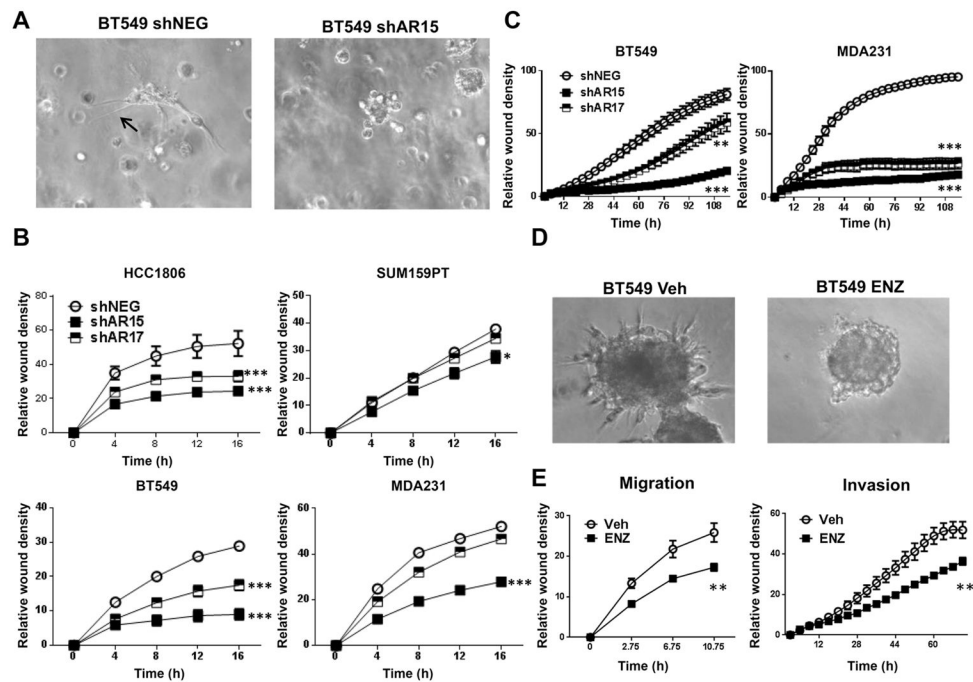 A
BT549 shNEG
BT549 shAR15
C
BT549
MDA231
Relative wound density
100
50
0
shNEG
shAR15
shAR17
**
***
12 28 44 60 76 92 108
Time (h)
Relative wound density
100
50
0
***
***
12 28 44 60 76 92 108
Time (h)
B
HCC1806
SUM159PT
Relative wound density
80
60
40
20
0
shNEG
shAR15
shAR17
***
***
0 4 8 12 16
Time (h)
Relative wound density
50
40
30
20
10
0
*
0 4 8 12 16
Time (h)
BT549
MDA231
Relative wound density
40
30
20
10
0
***
***
0 4 8 12 16
Time (h)
Relative wound density
60
40
20
0
***
0 4 8 12 16
Time (h)
D
BT549 Veh
BT549 ENZ
E
Migration
Invasion
Relative wound density
30
20
10
0
Veh
ENZ
**
0 2.75 6.75 10.75
Time (h)
Relative wound density
60
40
20
0
Veh
ENZ
**
12 28 44 60
Time (h)